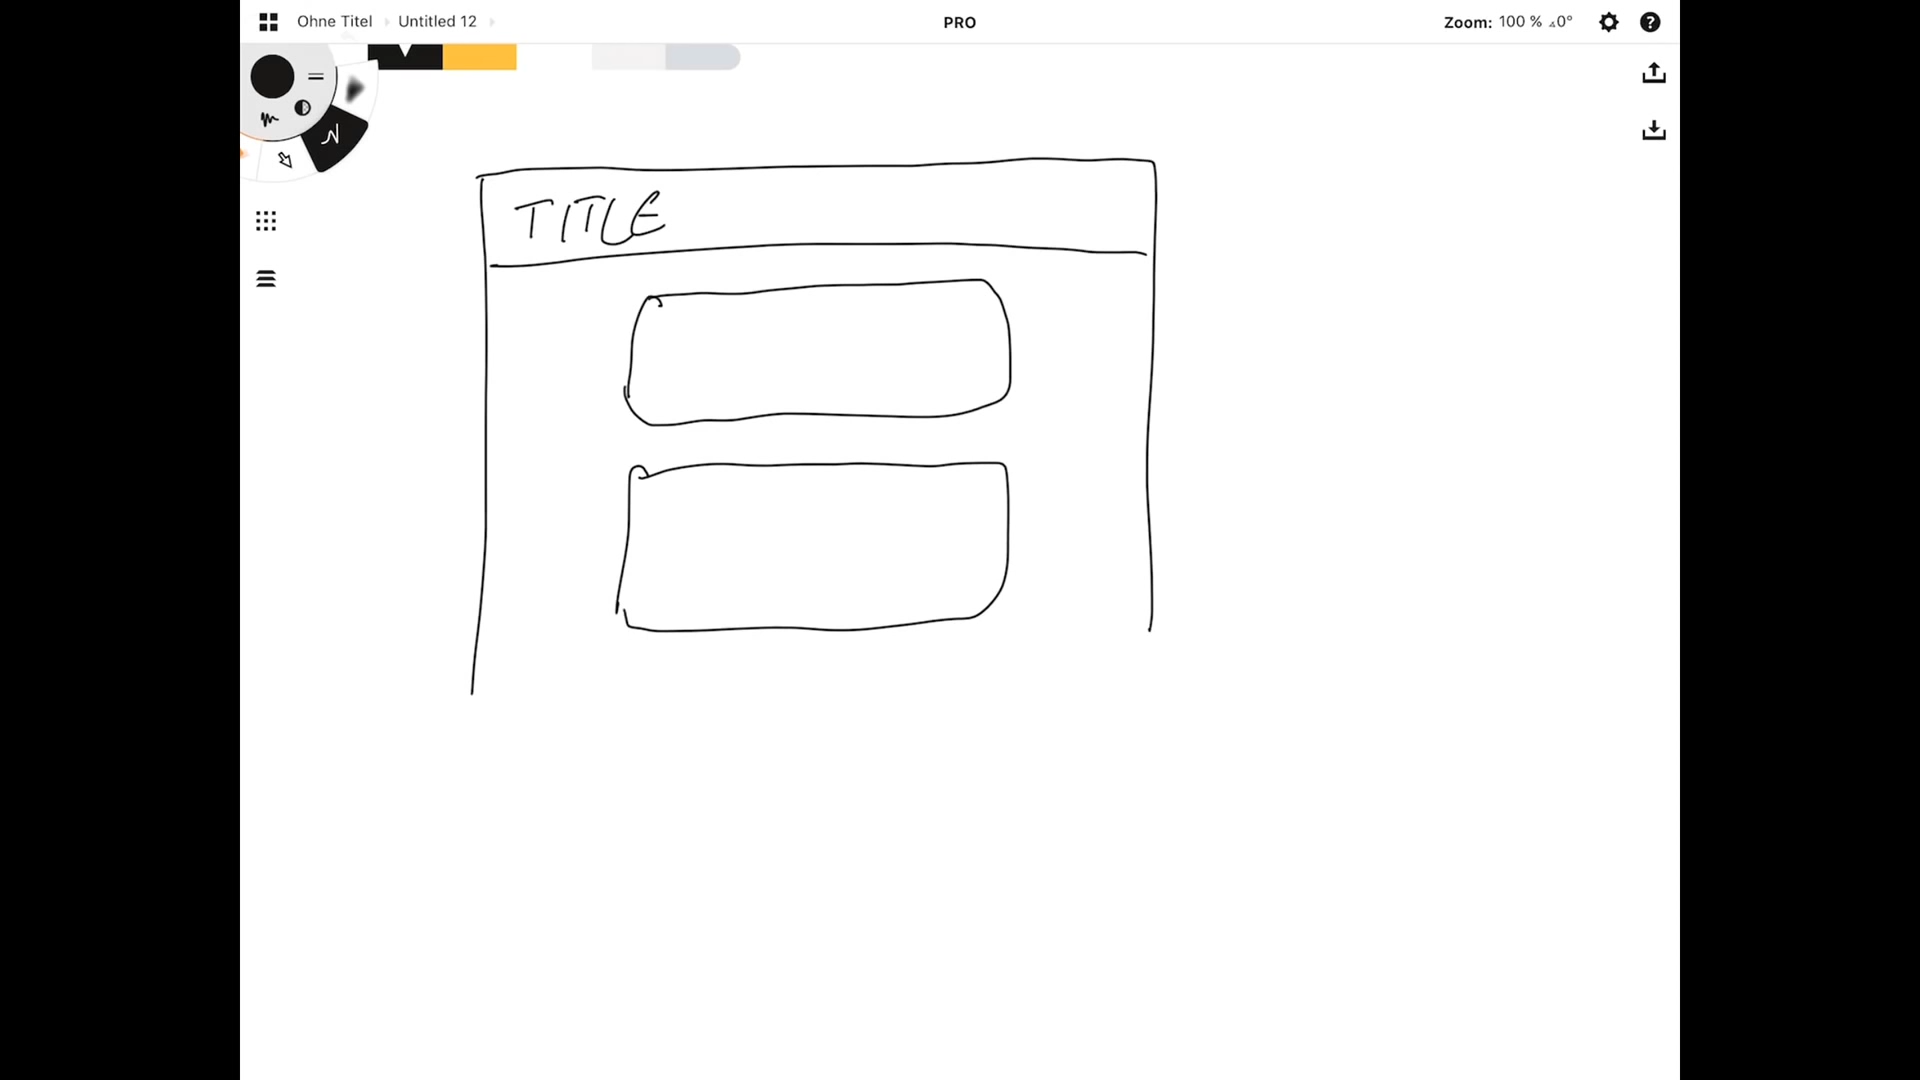 Ohne Titel
Untitled 12
PRO
Zoom: 100 % ⊿0°
?
TITLE